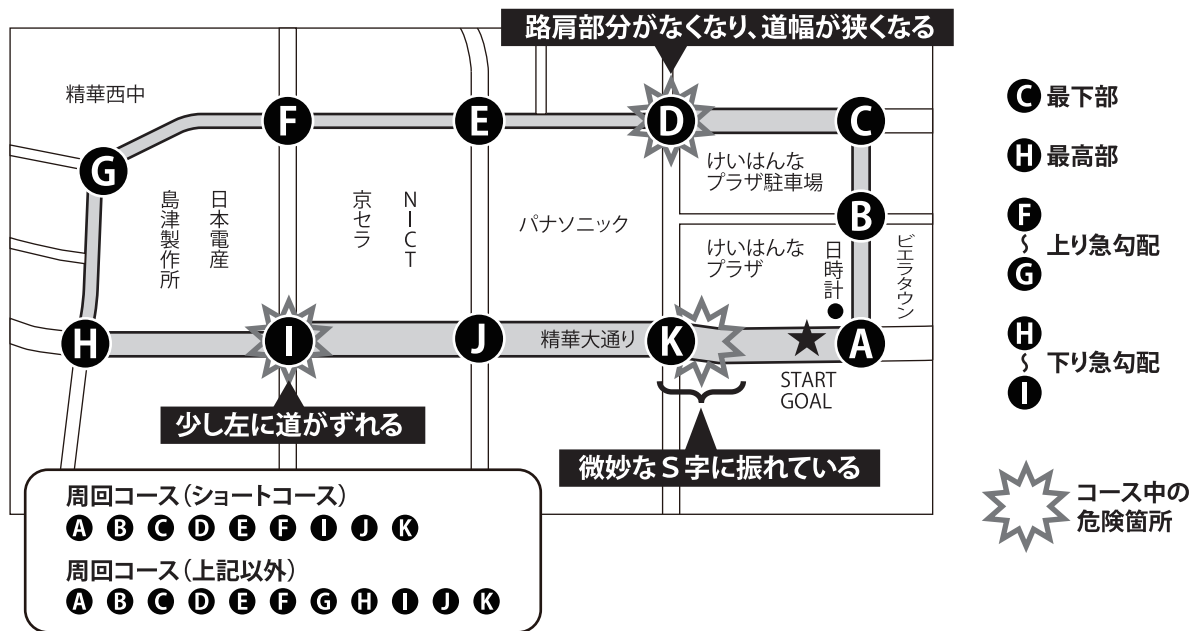 路肩部分がなくなり、道幅が狭くなる
精華西中
F
E
D
C
G
けいはんな
プラザ駐車場
島津製作所
日本電産
京セラ
NICT
パナソニック
B
けいはんな
プラザ
日時計
ビエラタウン
H
I
J
精華大通り
K
A
START
GOAL
少し左に道がずれる
微妙なS字に振れている
周回コース（ショートコース）
A B C D E F I J K
周回コース（上記以外）
A B C D E F G H I J K
C 最下部
H 最高部
F
～ 上り急勾配
G
H
～ 下り急勾配
I
コース中の
危険箇所